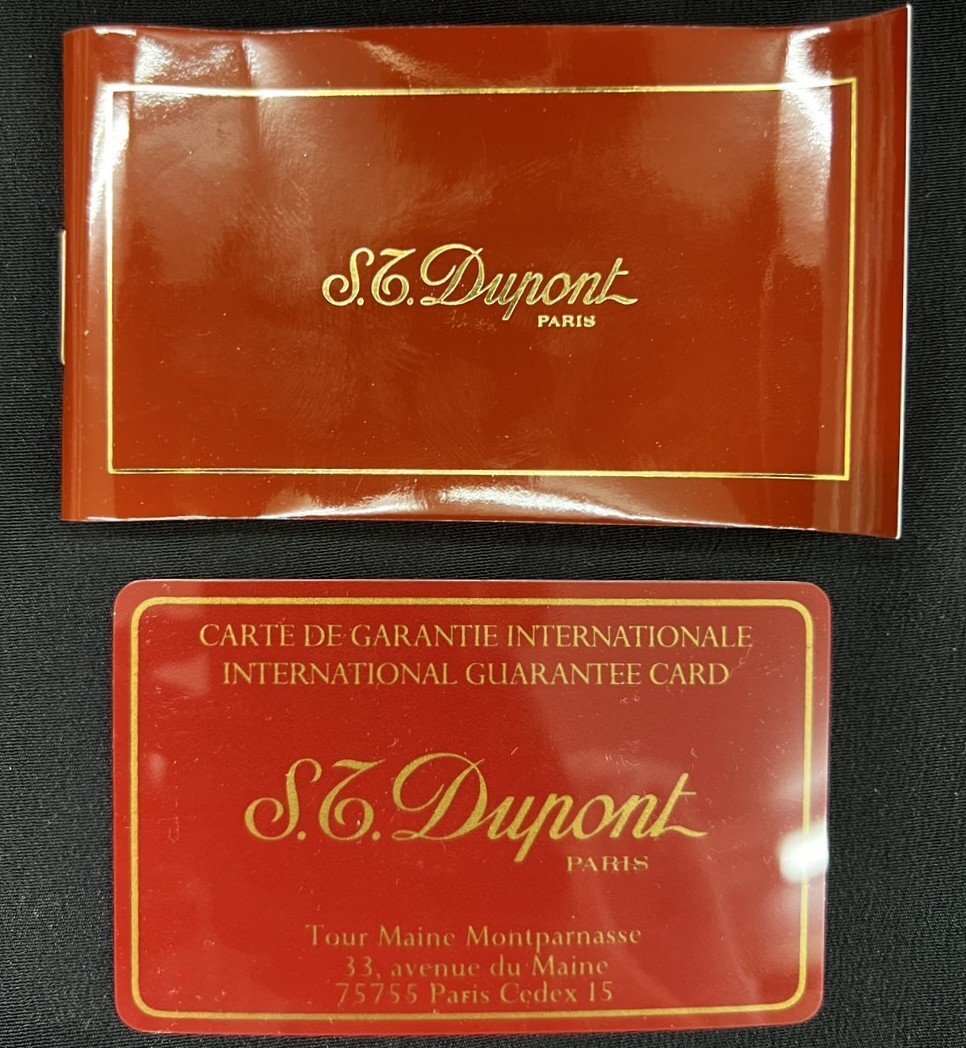 S.T. Dupont
PARIS
CARTE DE GARANTIE INTERNATIONALE
INTERNATIONAL GUARANTEE CARD
S.T. Dupont
PARIS
Tour Maine Montparnasse
33, avenue du Maine
75755 Paris Cedex 15